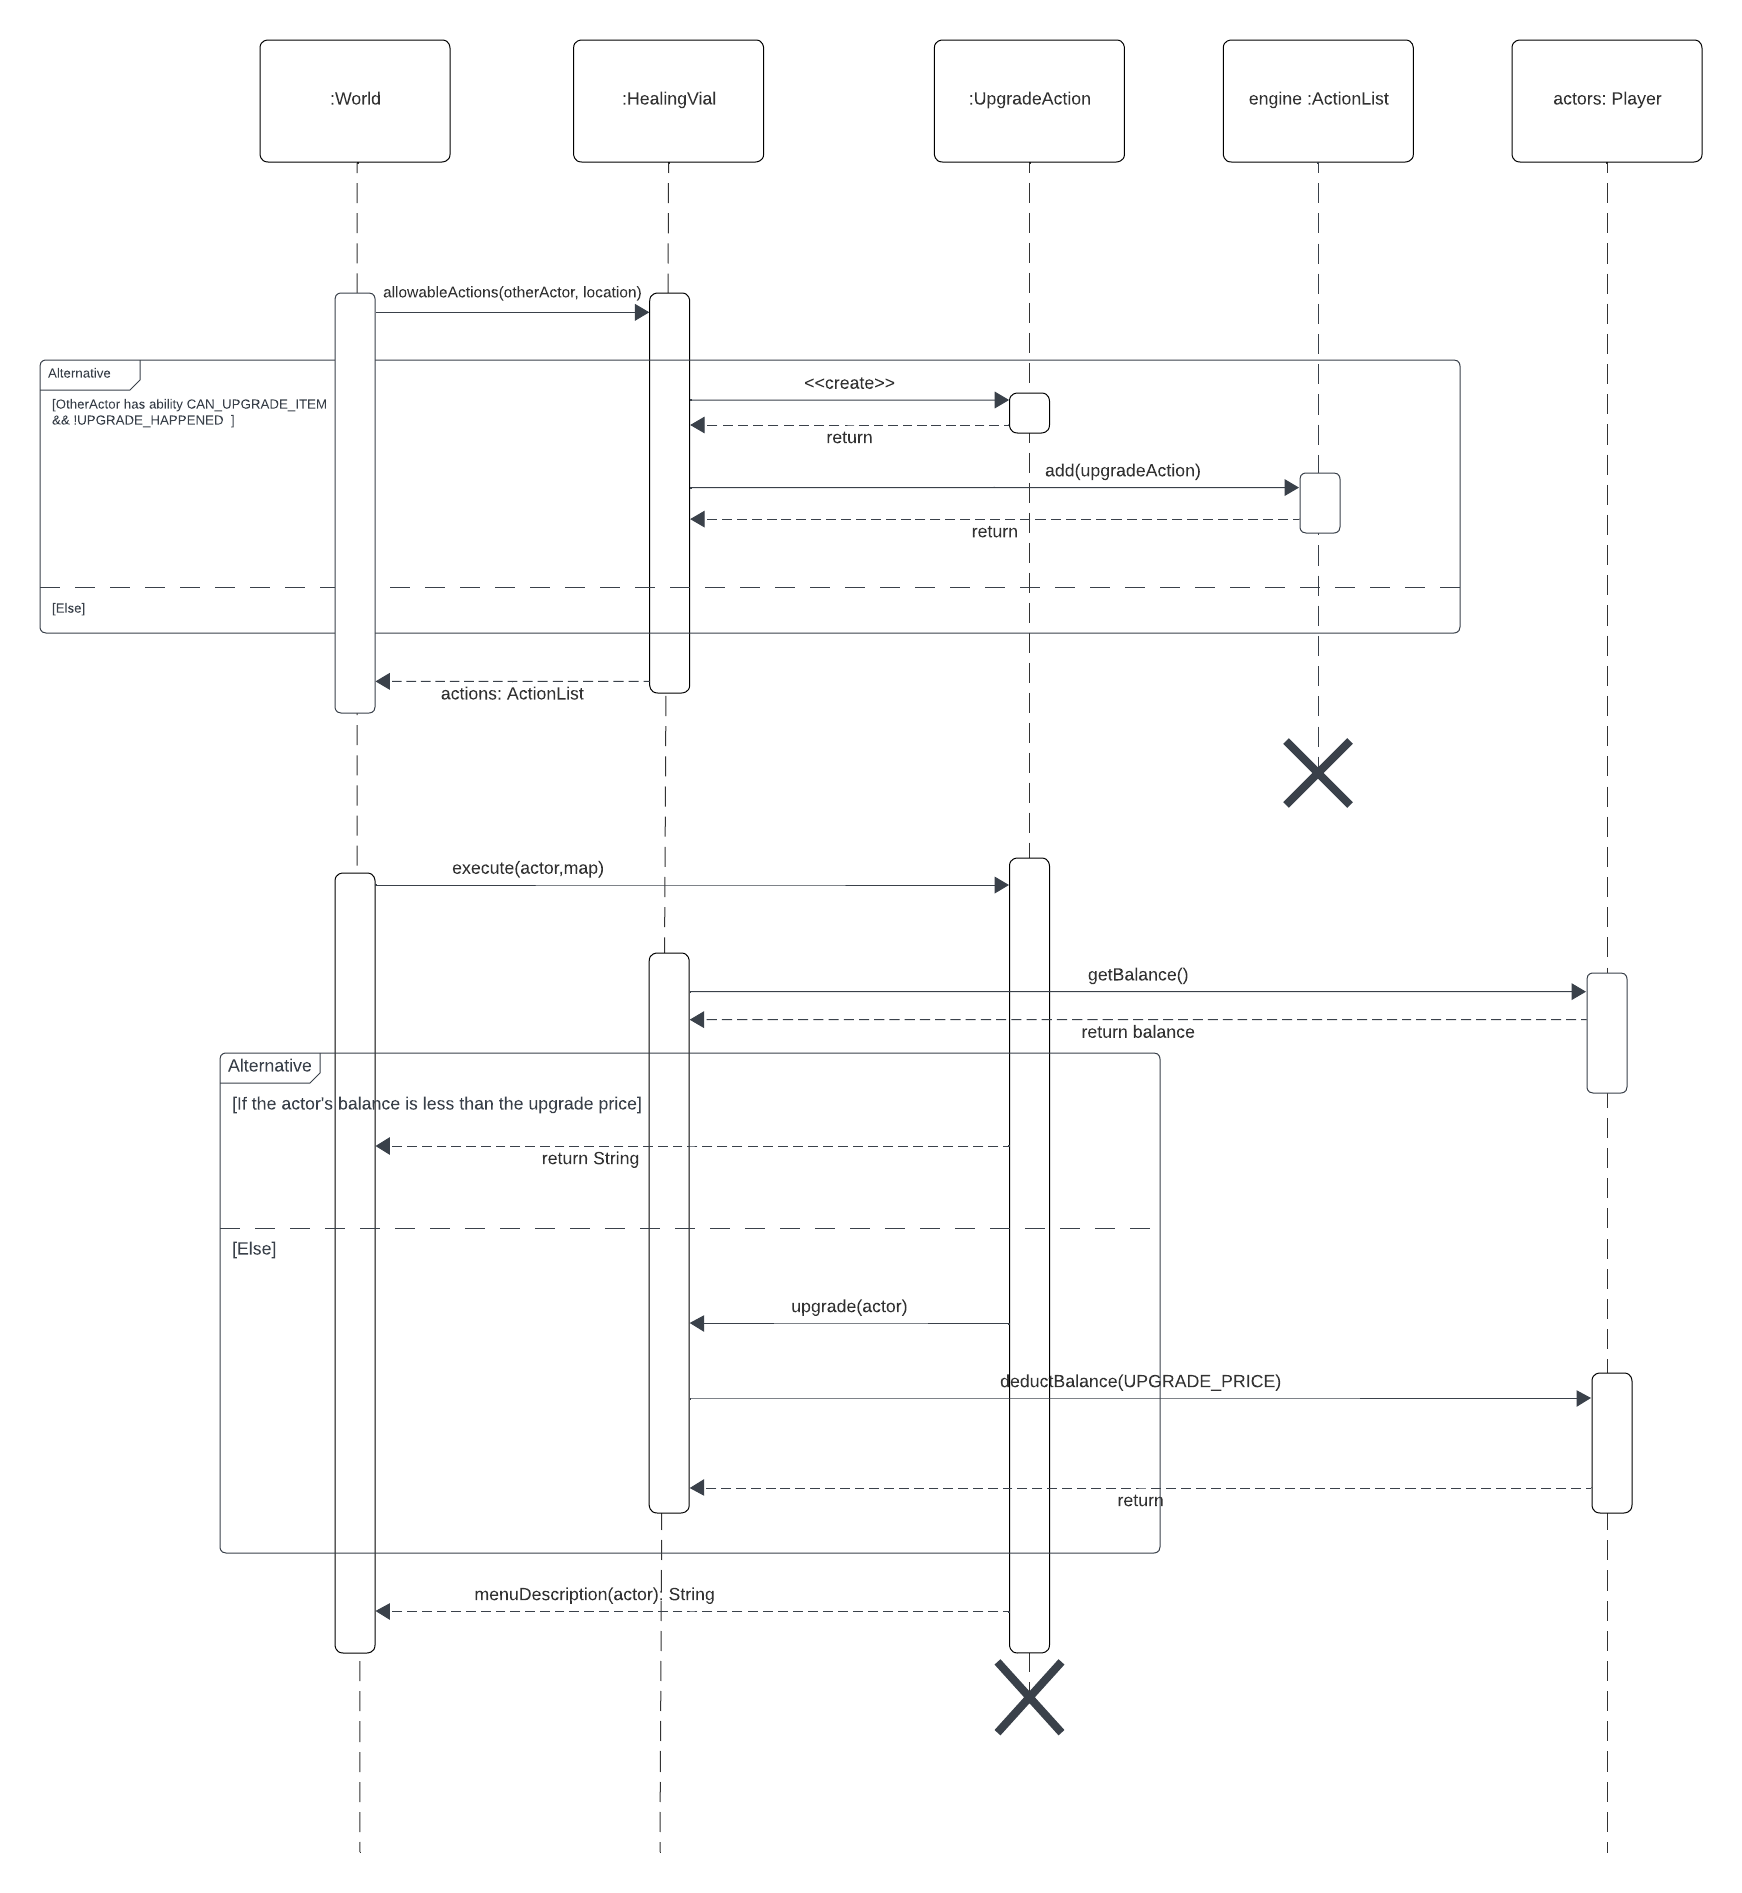 :World
:HealingVial
:UpgradeAction
engine :ActionList
actors: Player
allowableActions(otherActor, location)
Alternative
<<create>>
[OtherActor has ability CAN_UPGRADE_ITEM
&& !UPGRADE_HAPPENED  ]
return
add(upgradeAction)
return
[Else]
actions: ActionList
execute(actor,map)
getBalance()
return balance
Alternative
[If the actor's balance is less than the upgrade price]
return String
[Else]
upgrade(actor)
deductBalance(UPGRADE_PRICE)
return
menuDescription(actor): String